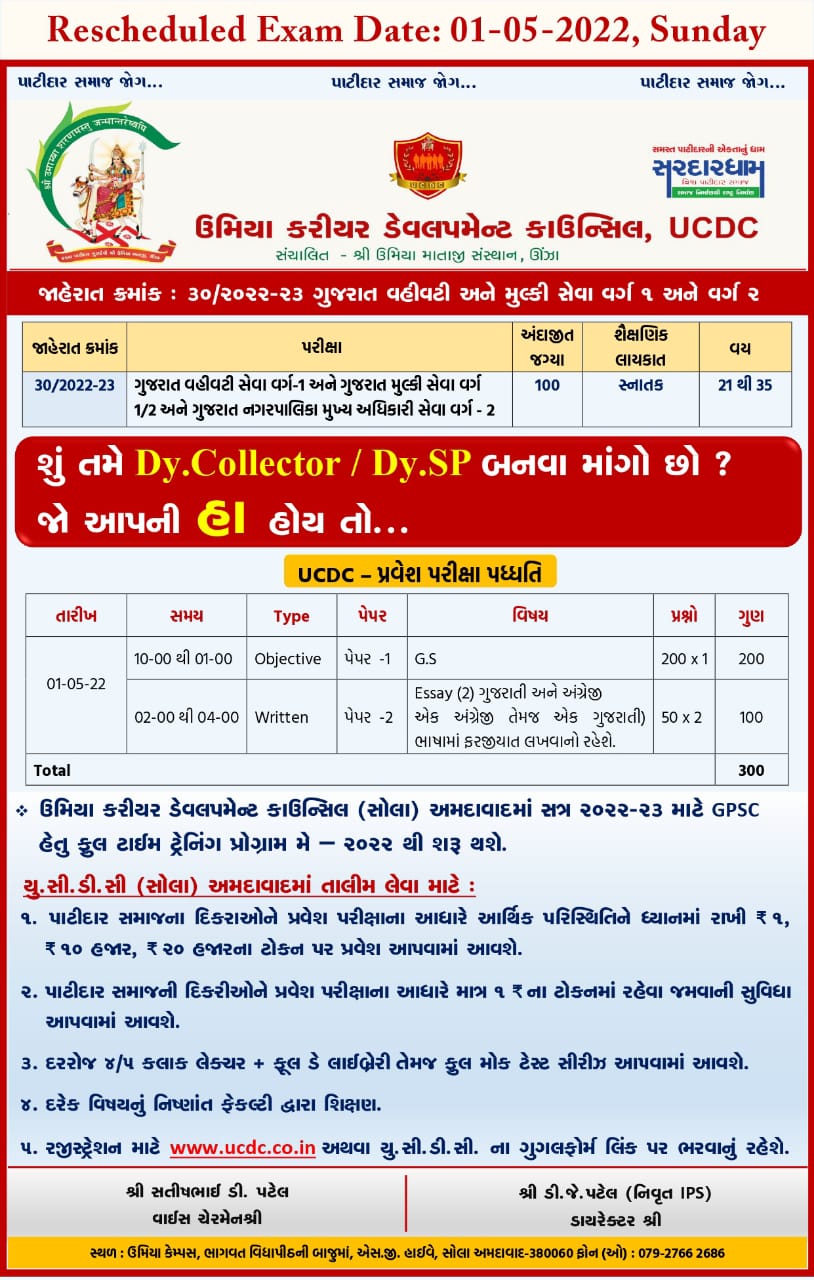 Rescheduled Exam Date: 01-05-2022, Sunday
પાટીદાર સમાજ જોગ... પાટીદાર સમાજ જોગ... પાટીદાર સમાજ જોગ...
શ્રી ઉમામ્બા શરણમસ્તુ જન્માન્તરેષ્વપિ
સમસ્ત પાટીદારની એકતાનું ધામ
સરદારધામ
વિશ્વ પાટીદાર સમાજ
સમાજ નિર્માણથી રાષ્ટ્ર નિર્માણ
ઉમિયા કરીયર ડેવલપમેન્ટ કાઉન્સિલ, UCDC
સંચાલિત - શ્રી ઉમિયા માતાજી સંસ્થાન, ઊંઝા
જાહેરાત ક્રમાંક : ૩૦/૨૦૨૨-૨૩ ગુજરાત વહીવટી અને મુલ્કી સેવા વર્ગ ૧ અને વર્ગ ૨
જાહેરાત ક્રમાંક પરીક્ષા અંદાજીત જગ્યા શૈક્ષણિક લાયકાત વય
30/2022-23 ગુજરાત વહીવટી સેવા વર્ગ-1 અને ગુજરાત મુલ્કી સેવા વર્ગ 100 સ્નાતક 21 થી 35
1/2 અને ગુજરાત નગરપાલિકા મુખ્ય અધિકારી સેવા વર્ગ - 2
શું તમે Dy.Collector / Dy.SP બનવા માંગો છો ?
જો આપની હા હોય તો...
UCDC – પ્રવેશ પરીક્ષા પધ્ધતિ
તારીખ સમય Type પેપર વિષય પ્રશ્નો ગુણ
01-05-22 10-00 થી 01-00 Objective પેપર -1 G.S 200 x 1 200
02-00 થી 04-00 Written પેપર -2 Essay (2) ગુજરાતી અને અંગ્રેજી 50 x 2 100
એક અંગ્રેજી તેમજ એક ગુજરાતી)
ભાષામાં ફરજીયાત લખવાનો રહેશે.
Total 300
❖ ઉમિયા કરીયર ડેવલપમેન્ટ કાઉન્સિલ (સોલા) અમદાવાદમાં સત્ર ૨૦૨૨-૨૩ માટે GPSC
હેતુ ફુલ ટાઈમ ટ્રેનિંગ પ્રોગ્રામ મે – ૨૦૨૨ થી શરૂ થશે.
યુ.સી.ડી.સી (સોલા) અમદાવાદમાં તાલીમ લેવા માટે :
૧. પાટીદાર સમાજના દિકરાઓને પ્રવેશ પરીક્ષાના આધારે આર્થિક પરિસ્થિતિને ધ્યાનમાં રાખી ₹ ૧,
₹ ૧૦ હજાર, ₹ ૨૦ હજારના ટોકન પર પ્રવેશ આપવામાં આવશે.
૨. પાટીદાર સમાજની દિકરીઓને પ્રવેશ પરીક્ષાના આધારે માત્ર ૧ ₹ ના ટોકનમાં રહેવા જમવાની સુવિધા
આપવામાં આવશે.
૩. દરરોજ ૪/૫ કલાક લેક્ચર + ફૂલ ડે લાઈબ્રેરી તેમજ ફુલ મોક ટેસ્ટ સીરીઝ આપવામાં આવશે.
૪. દરેક વિષયનું નિષ્ણાંત ફેકલ્ટી દ્વારા શિક્ષણ.
૫. રજીસ્ટ્રેશન માટે www.ucdc.co.in અથવા યુ.સી.ડી.સી. ના ગુગલફોર્મ લિંક પર ભરવાનું રહેશે.
શ્રી સતીષભાઈ ડી. પટેલ શ્રી ડી.જે.પટેલ (નિવૃત IPS)
વાઈસ ચેરમેનશ્રી ડાયરેક્ટર શ્રી
સ્થળ : ઉમિયા કેમ્પસ, ભાગવત વિધાપીઠની બાજુમાં, એસ.જી. હાઈવે, સોલા અમદાવાદ-380060 ફોન (ઓ) : 079-2766 2686